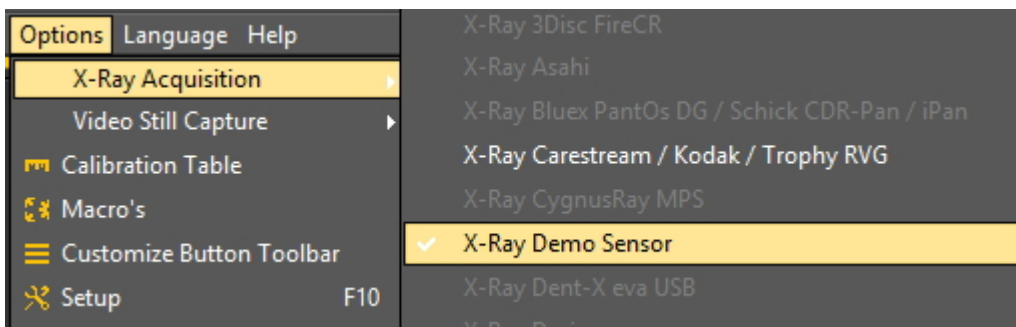 Options Language Help
X-Ray Acquisition
Video Still Capture
Calibration Table
Macro's
Customize Button Toolbar
Setup F10
X-Ray 3Disc FireCR
X-Ray Asahi
X-Ray Bluex PantOs DG / Schick CDR-Pan / iPan
X-Ray Carestream / Kodak / Trophy RVG
X-Ray CygnusRay MPS
X-Ray Demo Sensor
X-Ray Dent-X eva USB